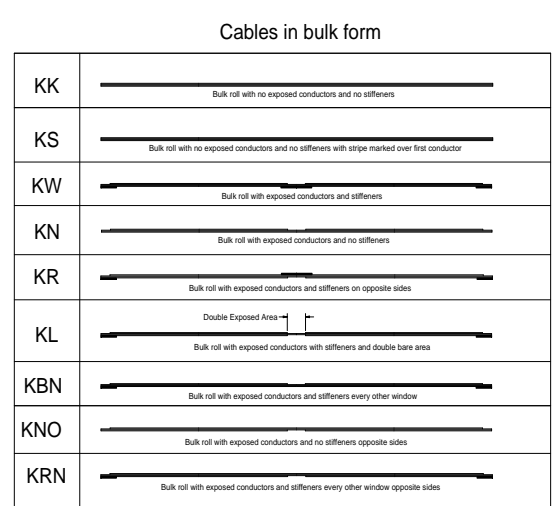 Cables in bulk form
KK
Bulk roll with no exposed conductors and no stiffeners
KS
Bulk roll with no exposed conductors and no stiffeners with stripe marked over first conductor
KW
Bulk roll with exposed conductors and stiffeners
KN
Bulk roll with exposed conductors and no stiffeners
KR
Bulk roll with exposed conductors and stiffeners on opposite sides
Double Exposed Area
KL
Bulk roll with exposed conductors with stiffeners and double bare area
KBN
Bulk roll with exposed conductors and stiffeners every other window
KNO
Bulk roll with exposed conductors and no stiffeners opposite sides
KRN
Bulk roll with exposed conductors and stiffeners every other window opposite sides